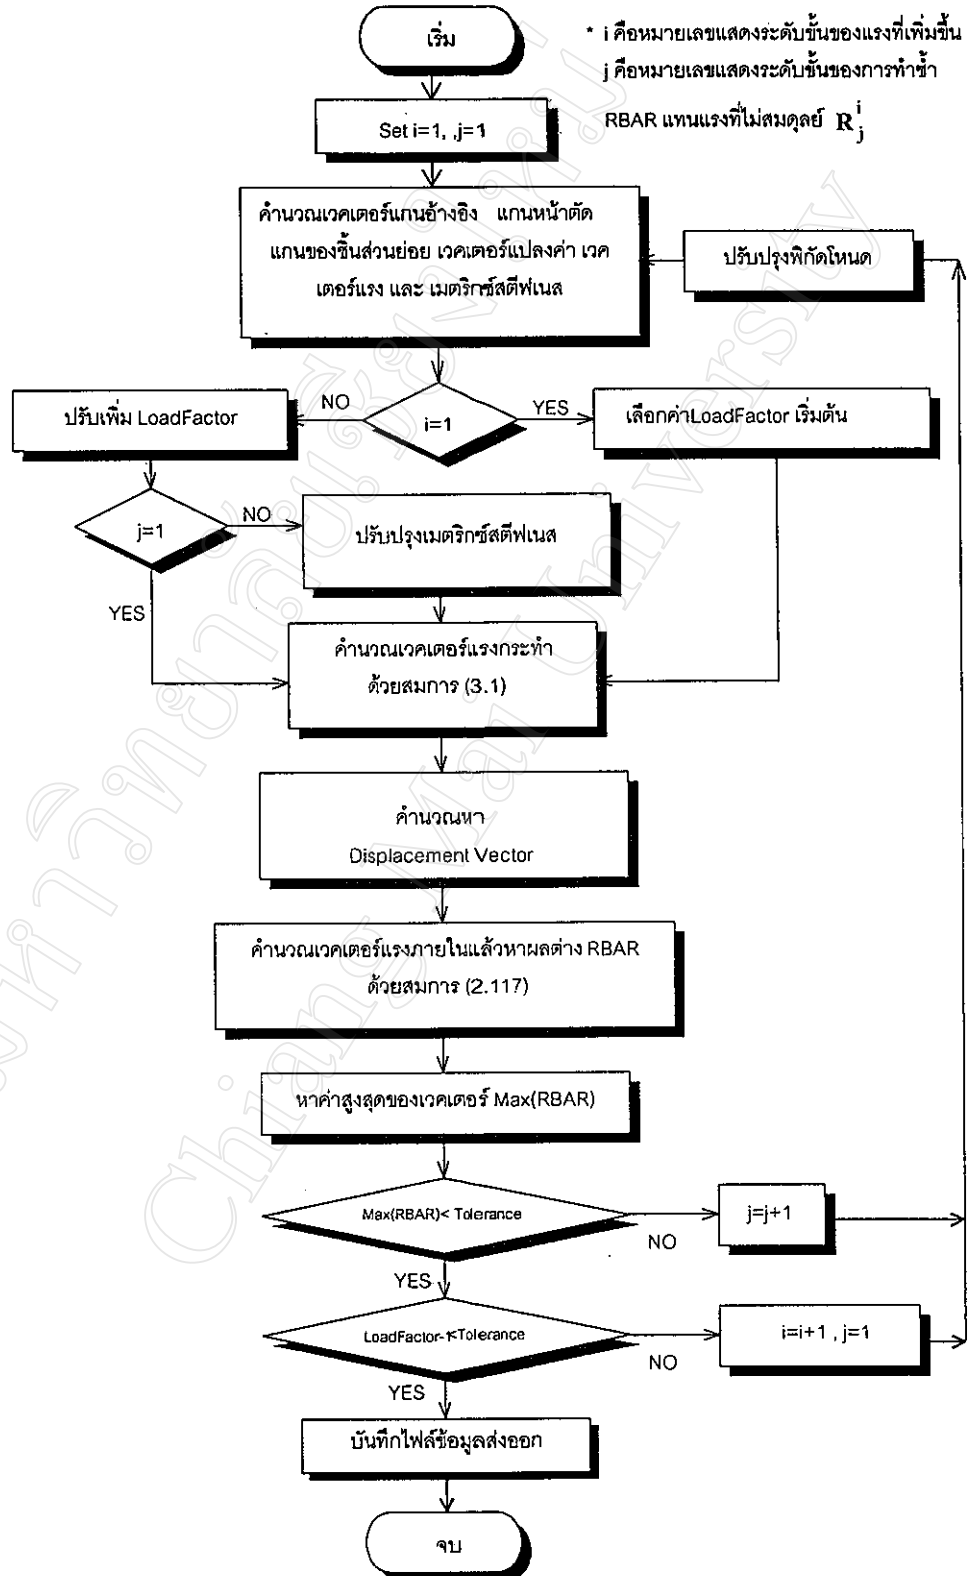 เริ่ม
* i คือหมายเลขแสดงระดับขั้นของแรงที่เพิ่มขึ้น
j คือหมายเลขแสดงระดับขั้นของการทำซ้ำ
RBAR แทนแรงที่ไม่สมดุลย์ R i j
Set i=1, ,j=1
คำนวณเวคเตอร์แกนอ้างอิง แกนหน้าตัด
แกนของชิ้นส่วนย่อย เวคเตอร์แปลงค่า เวค
เตอร์แรง และ เมตริกซ์สตีฟเนส
ปรับปรุงพิกัดโหนด
ปรับเพิ่ม LoadFactor
NO
i=1
YES
เลือกค่าLoadFactor เริ่มต้น
j=1
NO
ปรับปรุงเมตริกซ์สตีฟเนส
YES
คำนวณเวคเตอร์แรงกระทำ
ด้วยสมการ (3.1)
คำนวณหา
Displacement Vector
คำนวณเวคเตอร์แรงภายในแล้วหาผลต่าง RBAR
ด้วยสมการ (2.117)
หาค่าสูงสุดของเวคเตอร์ Max(RBAR)
Max(RBAR)< Tolerance
NO
j=j+1
YES
LoadFactor-1<Tolerance
NO
i=i+1 , j=1
YES
บันทึกไฟล์ข้อมูลส่งออก
จบ
Chiang Mai University